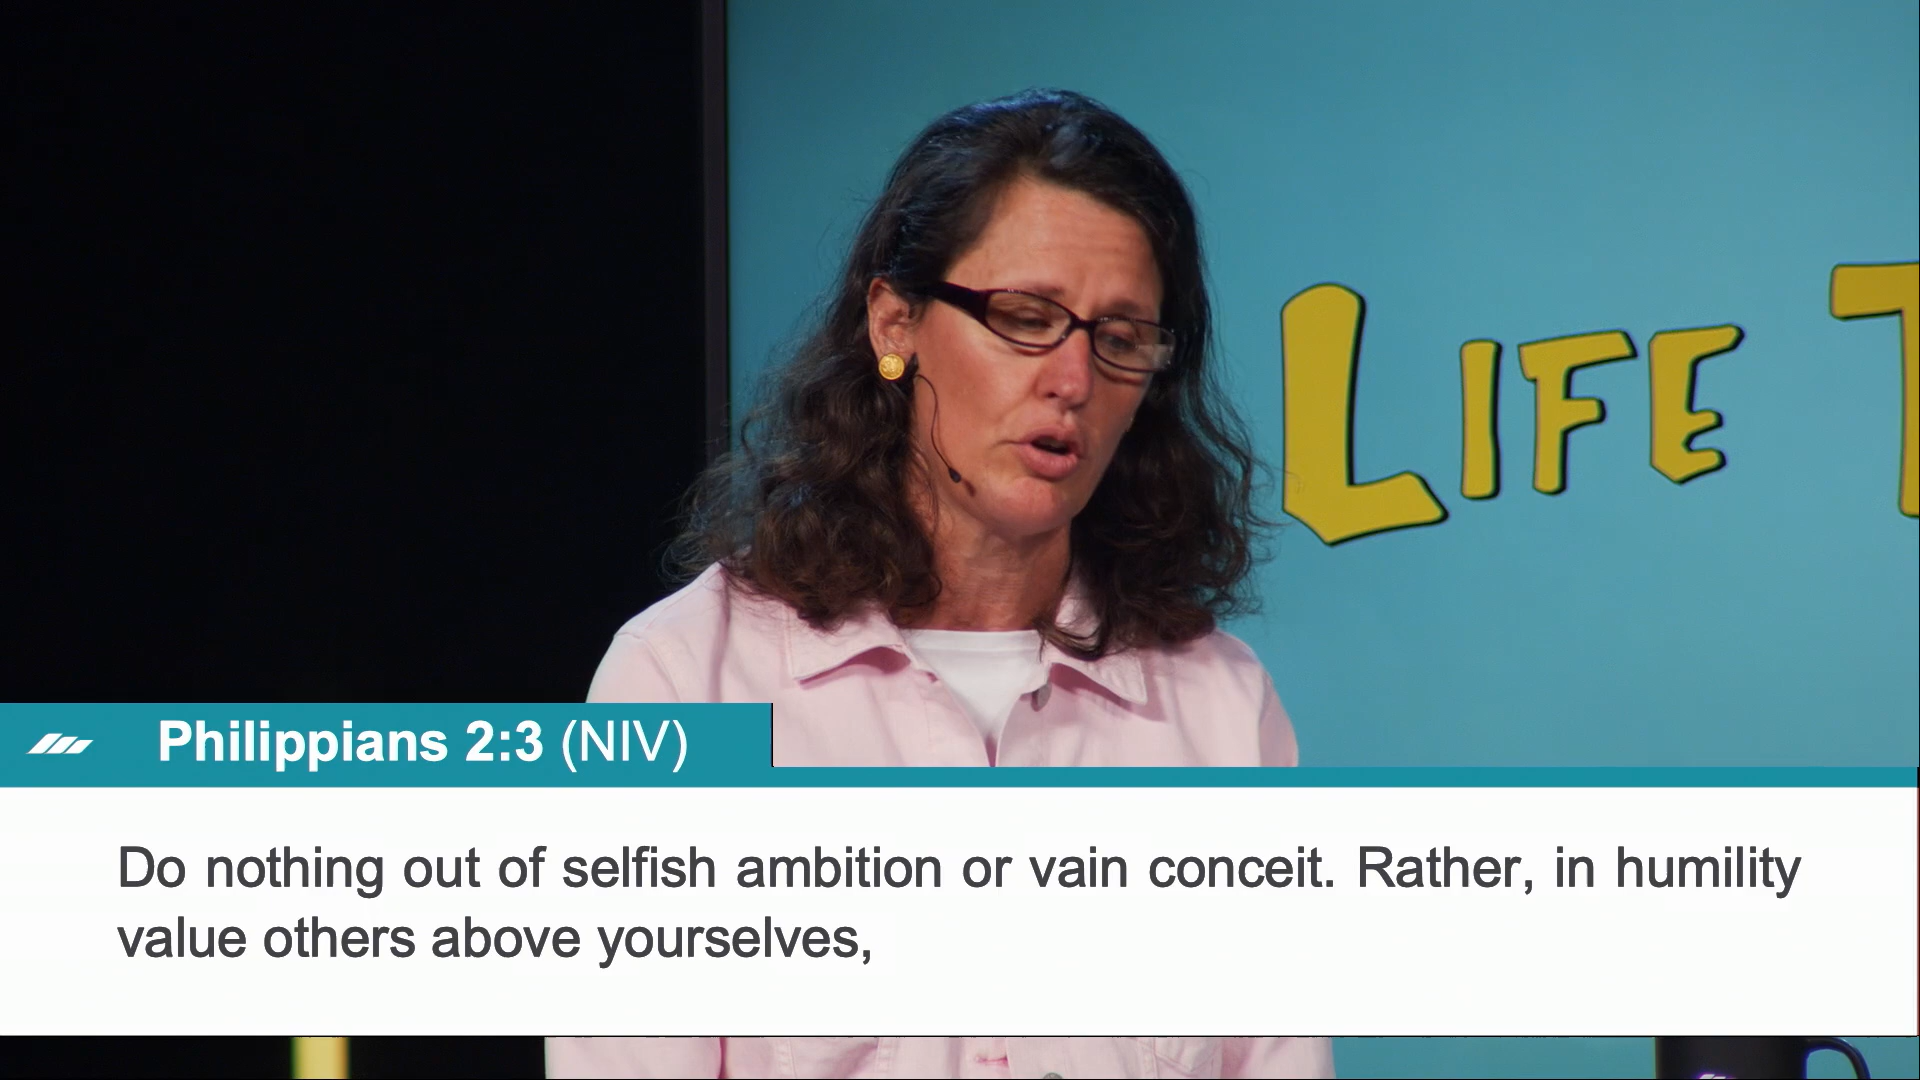 LIFE T
Philippians 2:3 (NIV)
Do nothing out of selfish ambition or vain conceit. Rather, in humility
value others above yourselves,